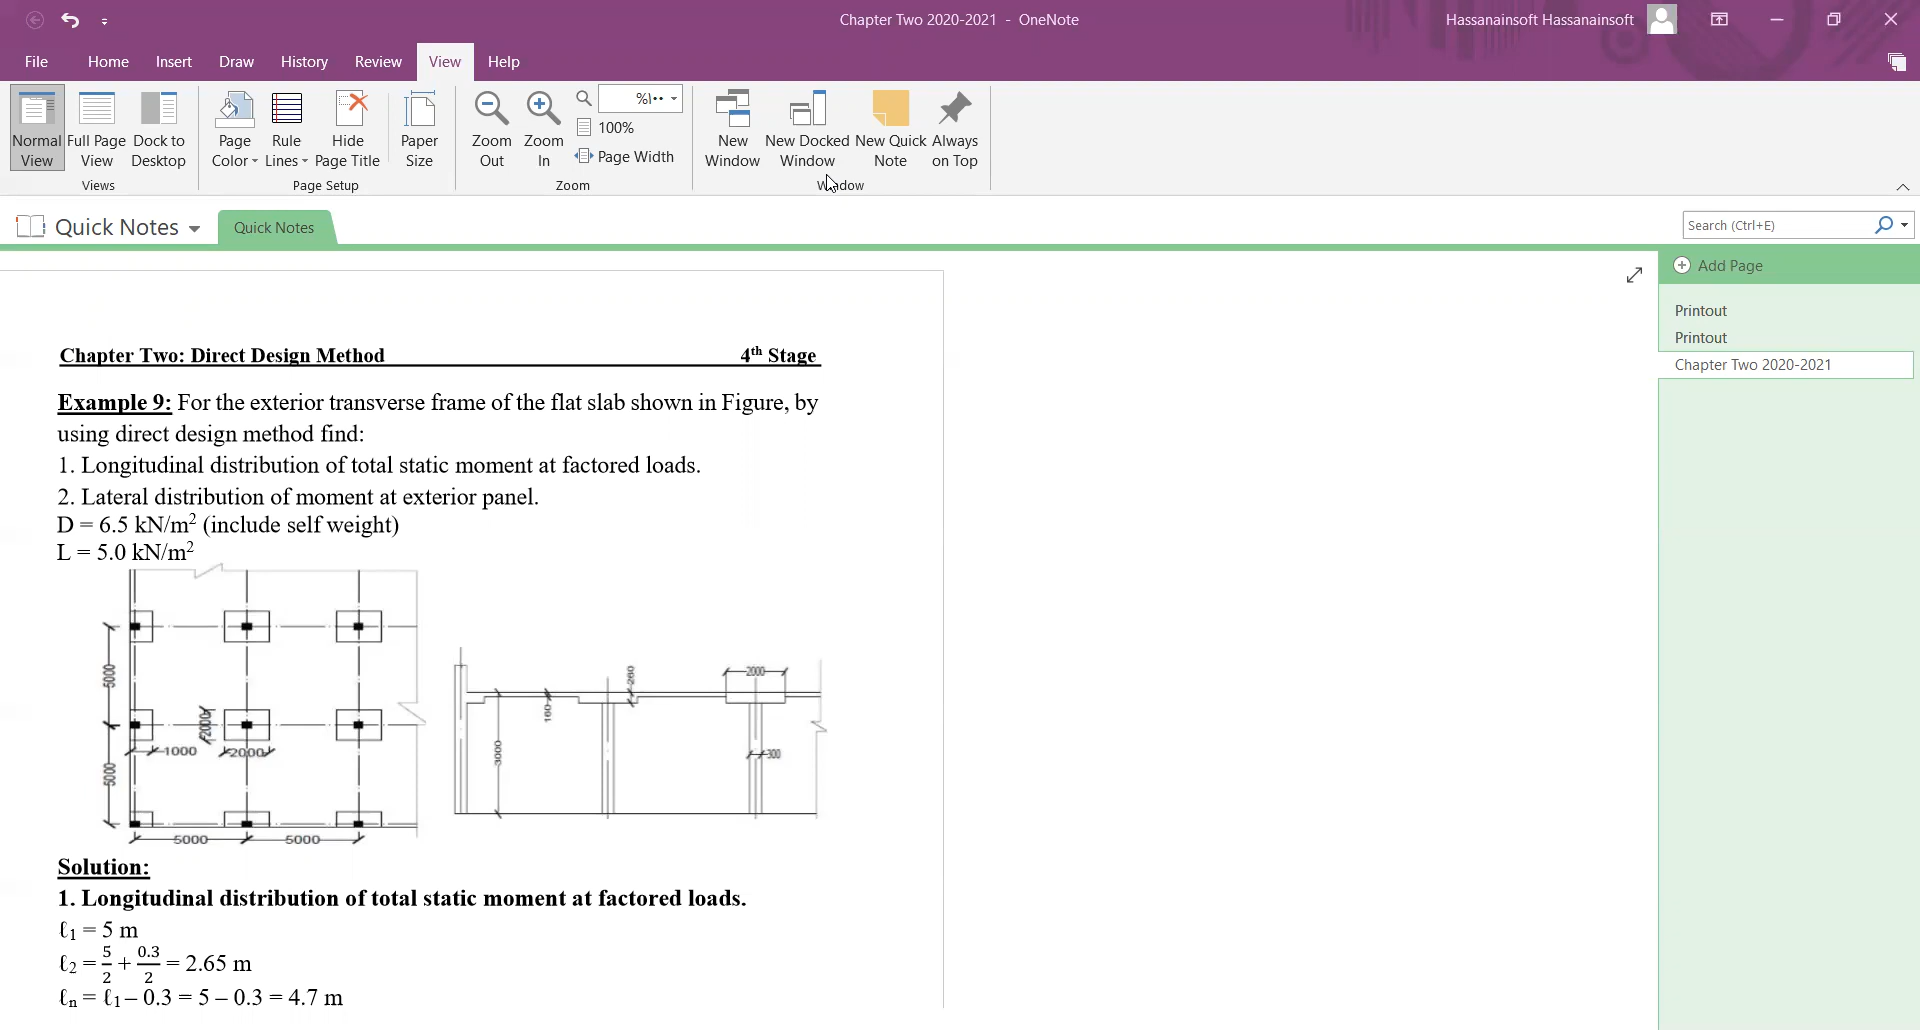 Chapter Two 2020-2021 - OneNote
Hassanainsoft Hassanainsoft
File Home Insert Draw History Review View Help
Normal View
Full Page View
Dock to Desktop
Views
Page Color
Rule Lines
Hide Page Title
Paper Size
Page Setup
Zoom Out
Zoom In
%١٠٠
100%
Page Width
Zoom
New Window
New Docked Window
New Quick Note
Always on Top
Window
Quick Notes
Quick Notes
Search (Ctrl+E)
Add Page
Printout
Printout
Chapter Two 2020-2021
Chapter Two: Direct Design Method 4th Stage
Example 9: For the exterior transverse frame of the flat slab shown in Figure, by
using direct design method find:
1. Longitudinal distribution of total static moment at factored loads.
2. Lateral distribution of moment at exterior panel.
D = 6.5 kN/m² (include self weight)
L = 5.0 kN/m²
5000
5000
2000
1000
2000
5000
5000
260
2000
160
3000
300
Solution:
1. Longitudinal distribution of total static moment at factored loads.
ℓ₁ = 5 m
ℓ₂ = 5/2 + 0.3/2 = 2.65 m
ℓₙ = ℓ₁ – 0.3 = 5 – 0.3 = 4.7 m